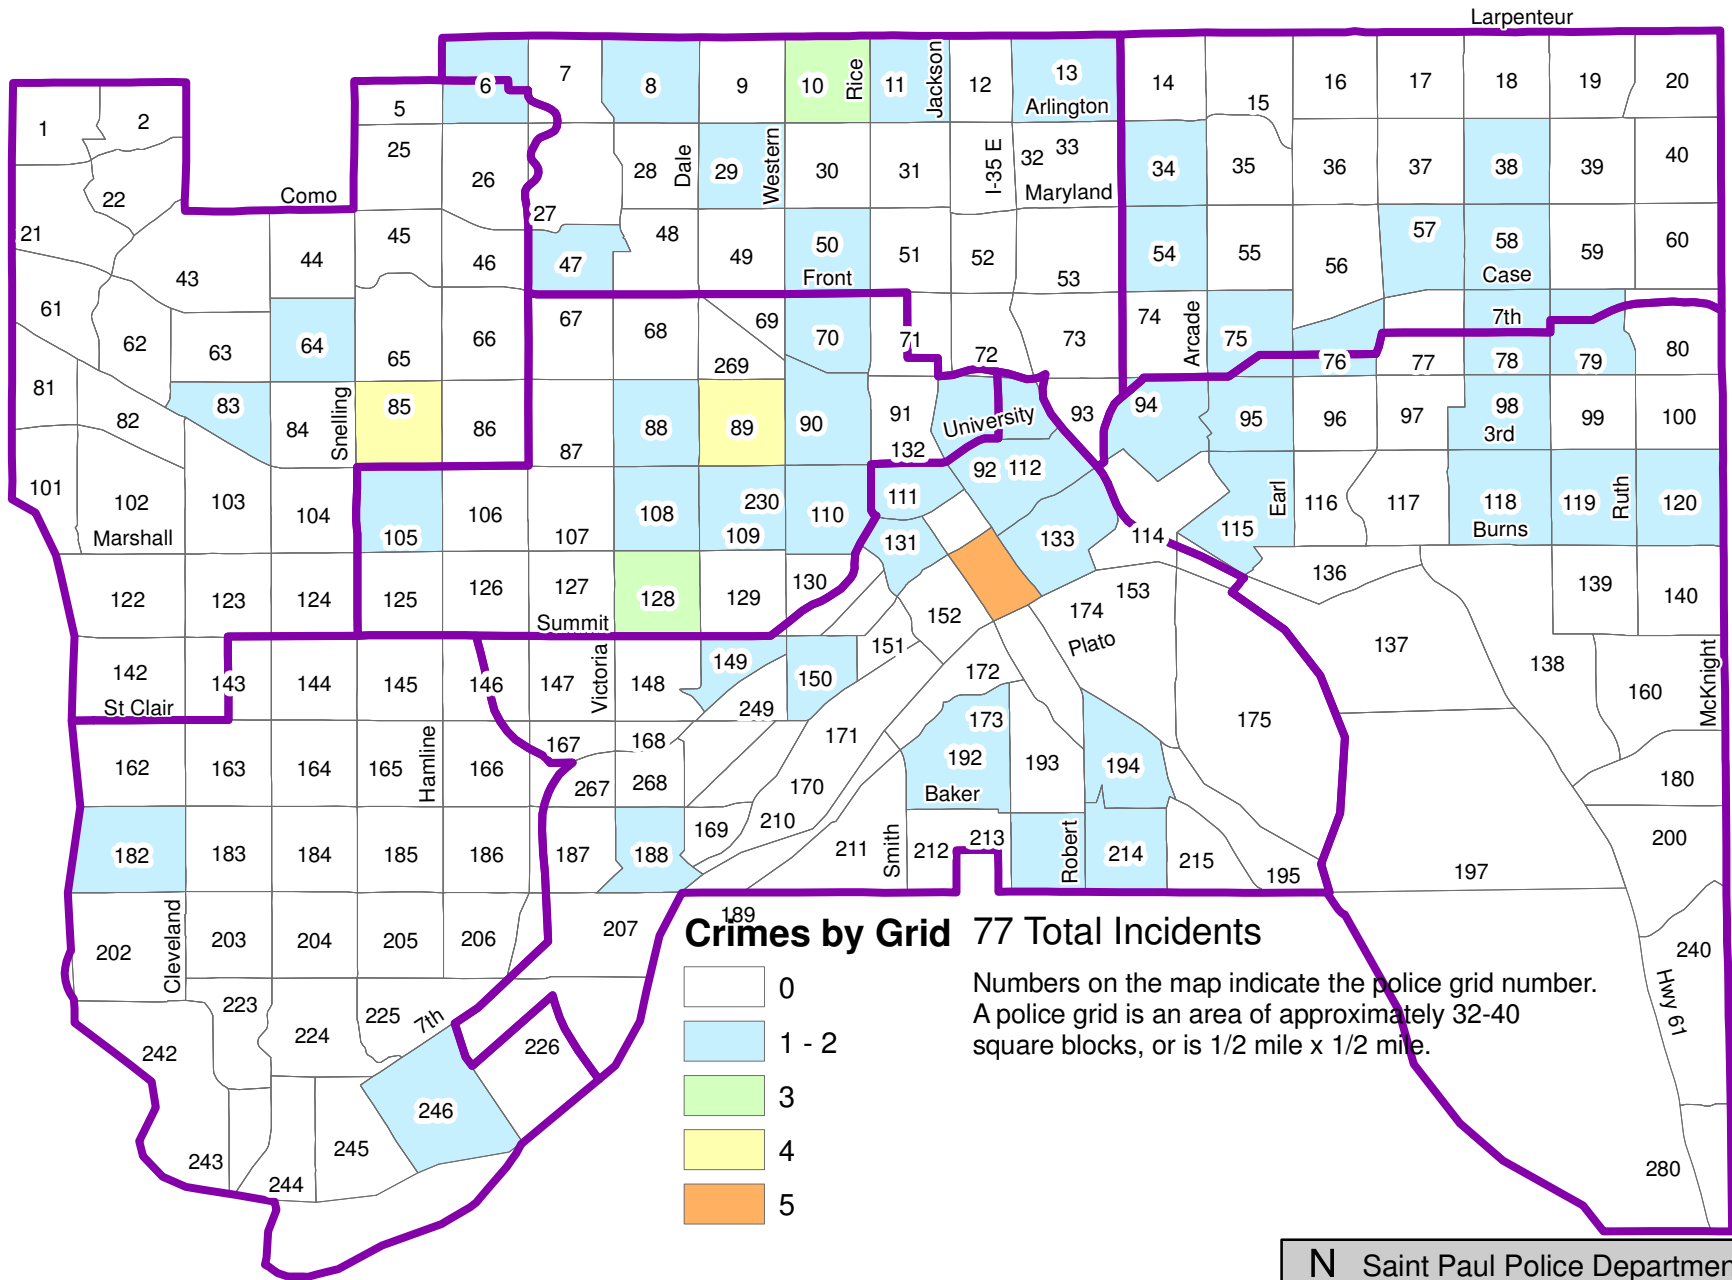 Larpenteur
6 7 8 9 10 Rice 11 Jackson 12 13 14 15 16 17 18 19 20
Arlington
1 2 5
25 26 28 Dale 29 Western 30 31 I-35 E 32 33 34 35 36 37 38 39 40
Maryland
22 Como 27
21 43 44 45 46 47 48 49 50 51 52 53 54 55 56 57 58 59 60
Front Case
61 62 63 64 65 66 67 68 69 269 70 71 72 73 74 Arcade 75 76 77 7th 78 79 80
81 82 83 84 Snelling 85 86 87 88 89 90 91 University 93 94 95 96 97 98 99 100
132 3rd
101 102 103 104 105 106 107 108 230 109 110 111 92 112 133 114 115 Earl 116 117 118 119 Ruth 120
Marshall 131 Burns
122 123 124 125 126 127 128 129 130 152 174 153 136 139 140
Summit Plato
142 143 144 145 146 147 Victoria 148 149 150 151 172 137 138 160 McKnight
St Clair 249 173 175
162 163 164 165 Hamline 166 167 168 267 268 171 170 192 193 194 180
Baker
182 183 184 185 186 187 188 169 210 211 Smith 212 213 Robert 214 215 195 197 200
202 Cleveland 203 204 205 206 207 189 240
223 224 225 7th 226 Hwy 61
242 243 244 245 246 280
Crimes by Grid
0
1 - 2
3
4
5
77 Total Incidents
Numbers on the map indicate the police grid number.
A police grid is an area of approximately 32-40
square blocks, or is 1/2 mile x 1/2 mile.
N Saint Paul Police Departmen